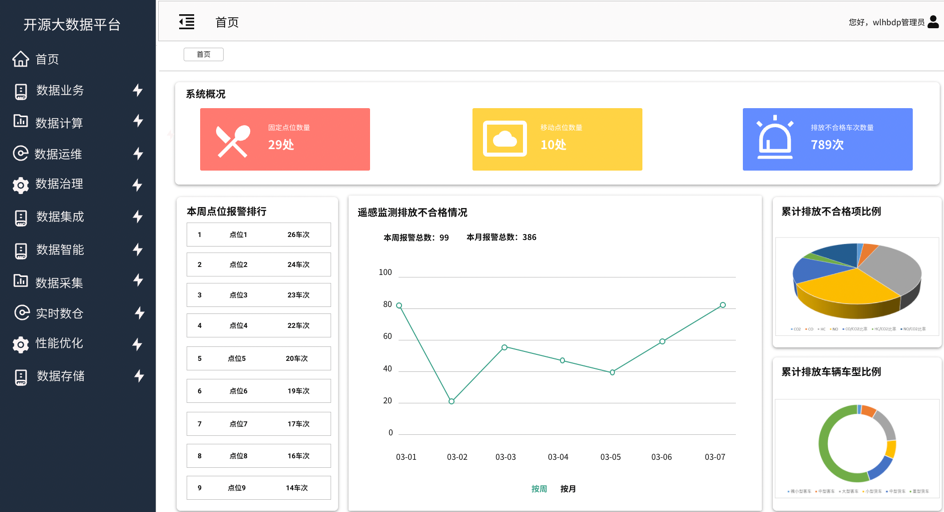 开源大数据平台
首页
数据业务
数据计算
数据运维
数据治理
数据集成
数据智能
数据采集
实时数仓
性能优化
数据存储
首页
您好，wlhbdp管理员
首页
系统概况
固定点位数量
29处
移动点位数量
10处
排放不合格车次数量
789次
本周点位报警排行
1 点位1 26车次
2 点位2 24车次
3 点位3 23车次
4 点位4 22车次
5 点位5 20车次
6 点位6 19车次
7 点位7 17车次
8 点位8 16车次
9 点位9 14车次
遥感监测排放不合格情况
本周报警总数：99 本月报警总数：386
100
80
60
40
20
0
03-01 03-02 03-03 03-04 03-05 03-06 03-07
按周 按月
累计排放不合格项比例
累计排放车辆车型比例